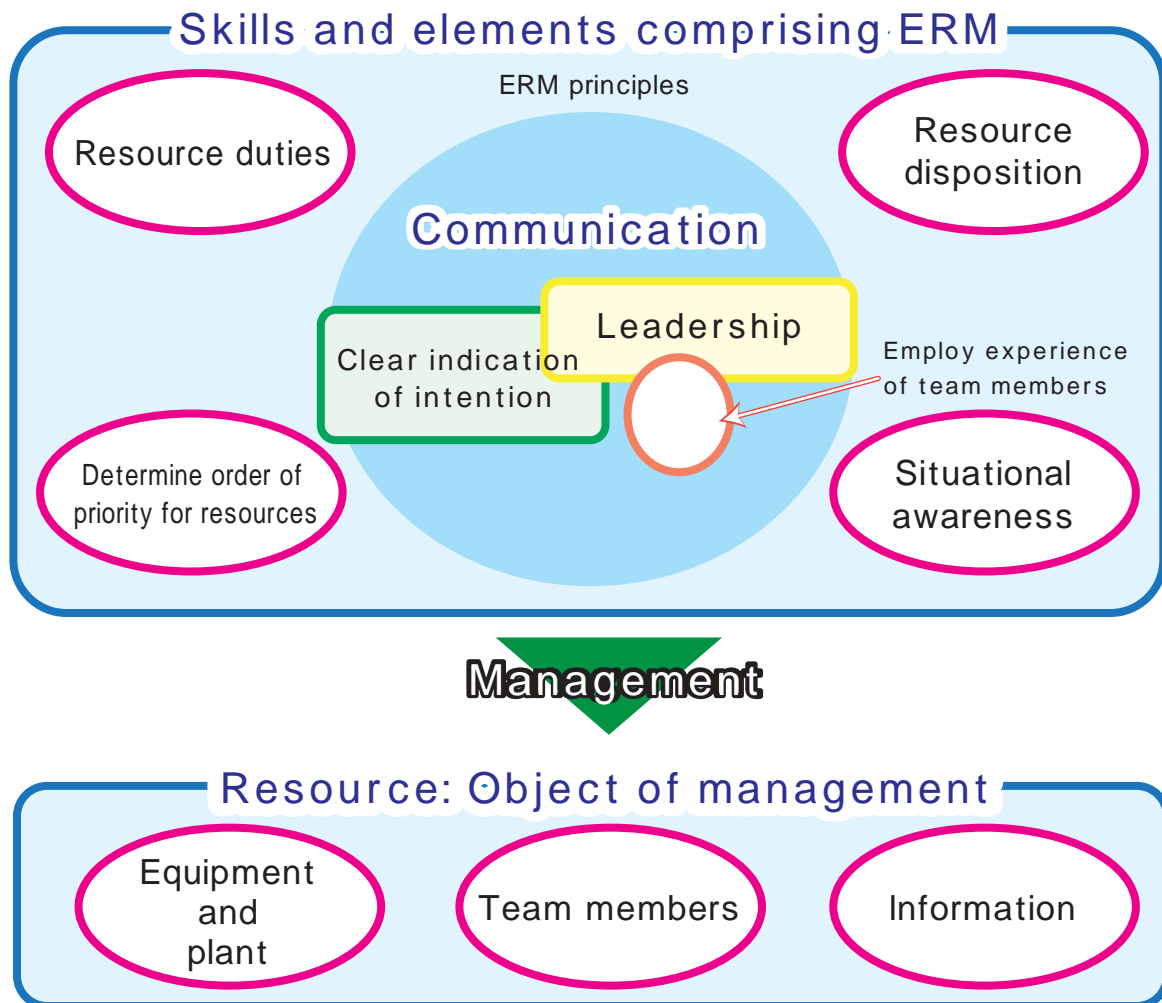 Skills and elements comprising ERM
ERM principles
Resource duties
Resource
disposition
Communication
Leadership
Clear indication
of intention
Employ experience
of team members
Determine order of
priority for resources
Situational
awareness
Management
Resource: Object of management
Equipment
and
plant
Team members
Information